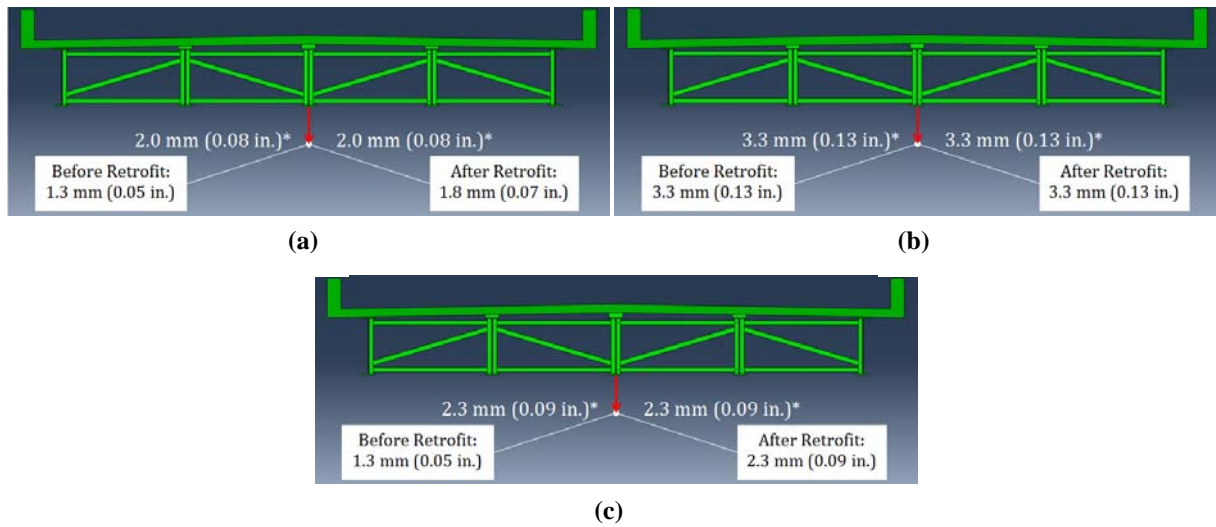 2.0 mm (0.08 in.)* 2.0 mm (0.08 in.)*
Before Retrofit:
1.3 mm (0.05 in.)
After Retrofit:
1.8 mm (0.07 in.)
(a)
3.3 mm (0.13 in.)* 3.3 mm (0.13 in.)*
Before Retrofit:
3.3 mm (0.13 in.)
After Retrofit:
3.3 mm (0.13 in.)
(b)
2.3 mm (0.09 in.)* 2.3 mm (0.09 in.)*
Before Retrofit:
1.3 mm (0.05 in.)
After Retrofit:
2.3 mm (0.09 in.)
(c)